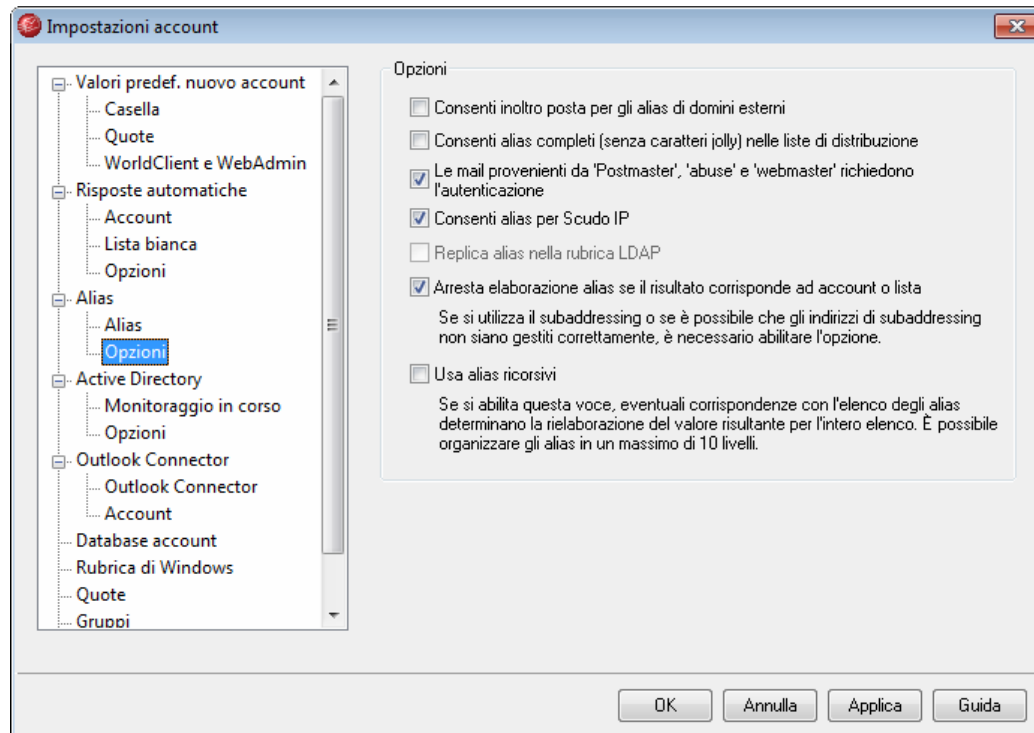 Impostazioni account
Valori predef. nuovo account
Casella
Quote
WorldClient e WebAdmin
Risposte automatiche
Account
Lista bianca
Opzioni
Alias
Alias
Opzioni
Active Directory
Monitoraggio in corso
Opzioni
Outlook Connector
Outlook Connector
Account
Database account
Rubrica di Windows
Quote
Gruppi
Opzioni
Consenti inoltro posta per gli alias di domini esterni
Consenti alias completi (senza caratteri jolly) nelle liste di distribuzione
Le mail provenienti da 'Postmaster', 'abuse' e 'webmaster' richiedono
l'autenticazione
Consenti alias per Scudo IP
Replica alias nella rubrica LDAP
Arresta elaborazione alias se il risultato corrisponde ad account o lista
Se si utilizza il subaddressing o se è possibile che gli indirizzi di subaddressing
non siano gestiti correttamente, è necessario abilitare l'opzione.
Usa alias ricorsivi
Se si abilita questa voce, eventuali corrispondenze con l'elenco degli alias
determinano la rielaborazione del valore risultante per l'intero elenco. È possibile
organizzare gli alias in un massimo di 10 livelli.
OK
Annulla
Applica
Guida